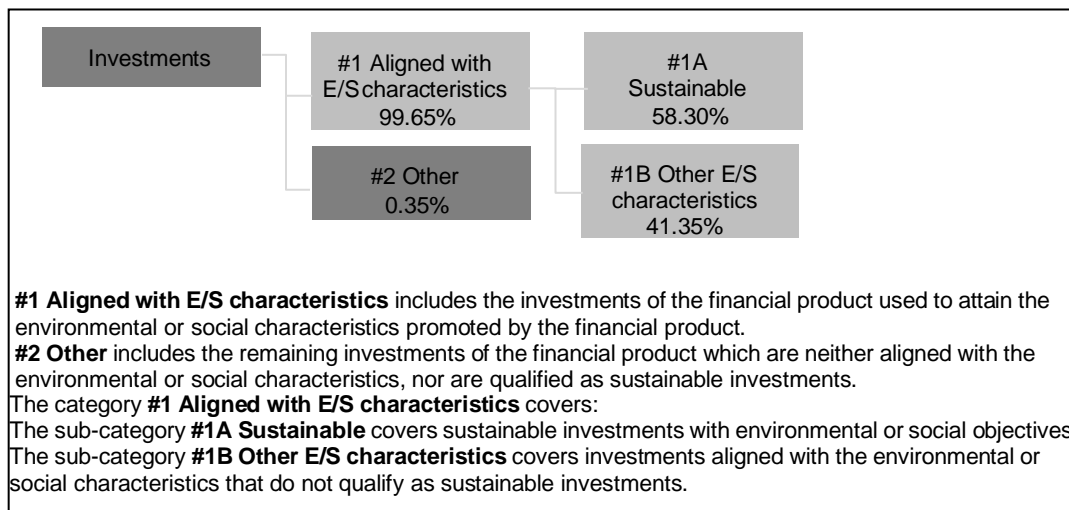 Investments
#1 Aligned with
E/S characteristics
99.65%
#2 Other
0.35%
#1A
Sustainable
58.30%
#1B Other E/S
characteristics
41.35%
#1 Aligned with E/S characteristics includes the investments of the financial product used to attain the
environmental or social characteristics promoted by the financial product.
#2 Other includes the remaining investments of the financial product which are neither aligned with the
environmental or social characteristics, nor are qualified as sustainable investments.
The category #1 Aligned with E/S characteristics covers:
The sub-category #1A Sustainable covers sustainable investments with environmental or social objectives
The sub-category #1B Other E/S characteristics covers investments aligned with the environmental or
social characteristics that do not qualify as sustainable investments.